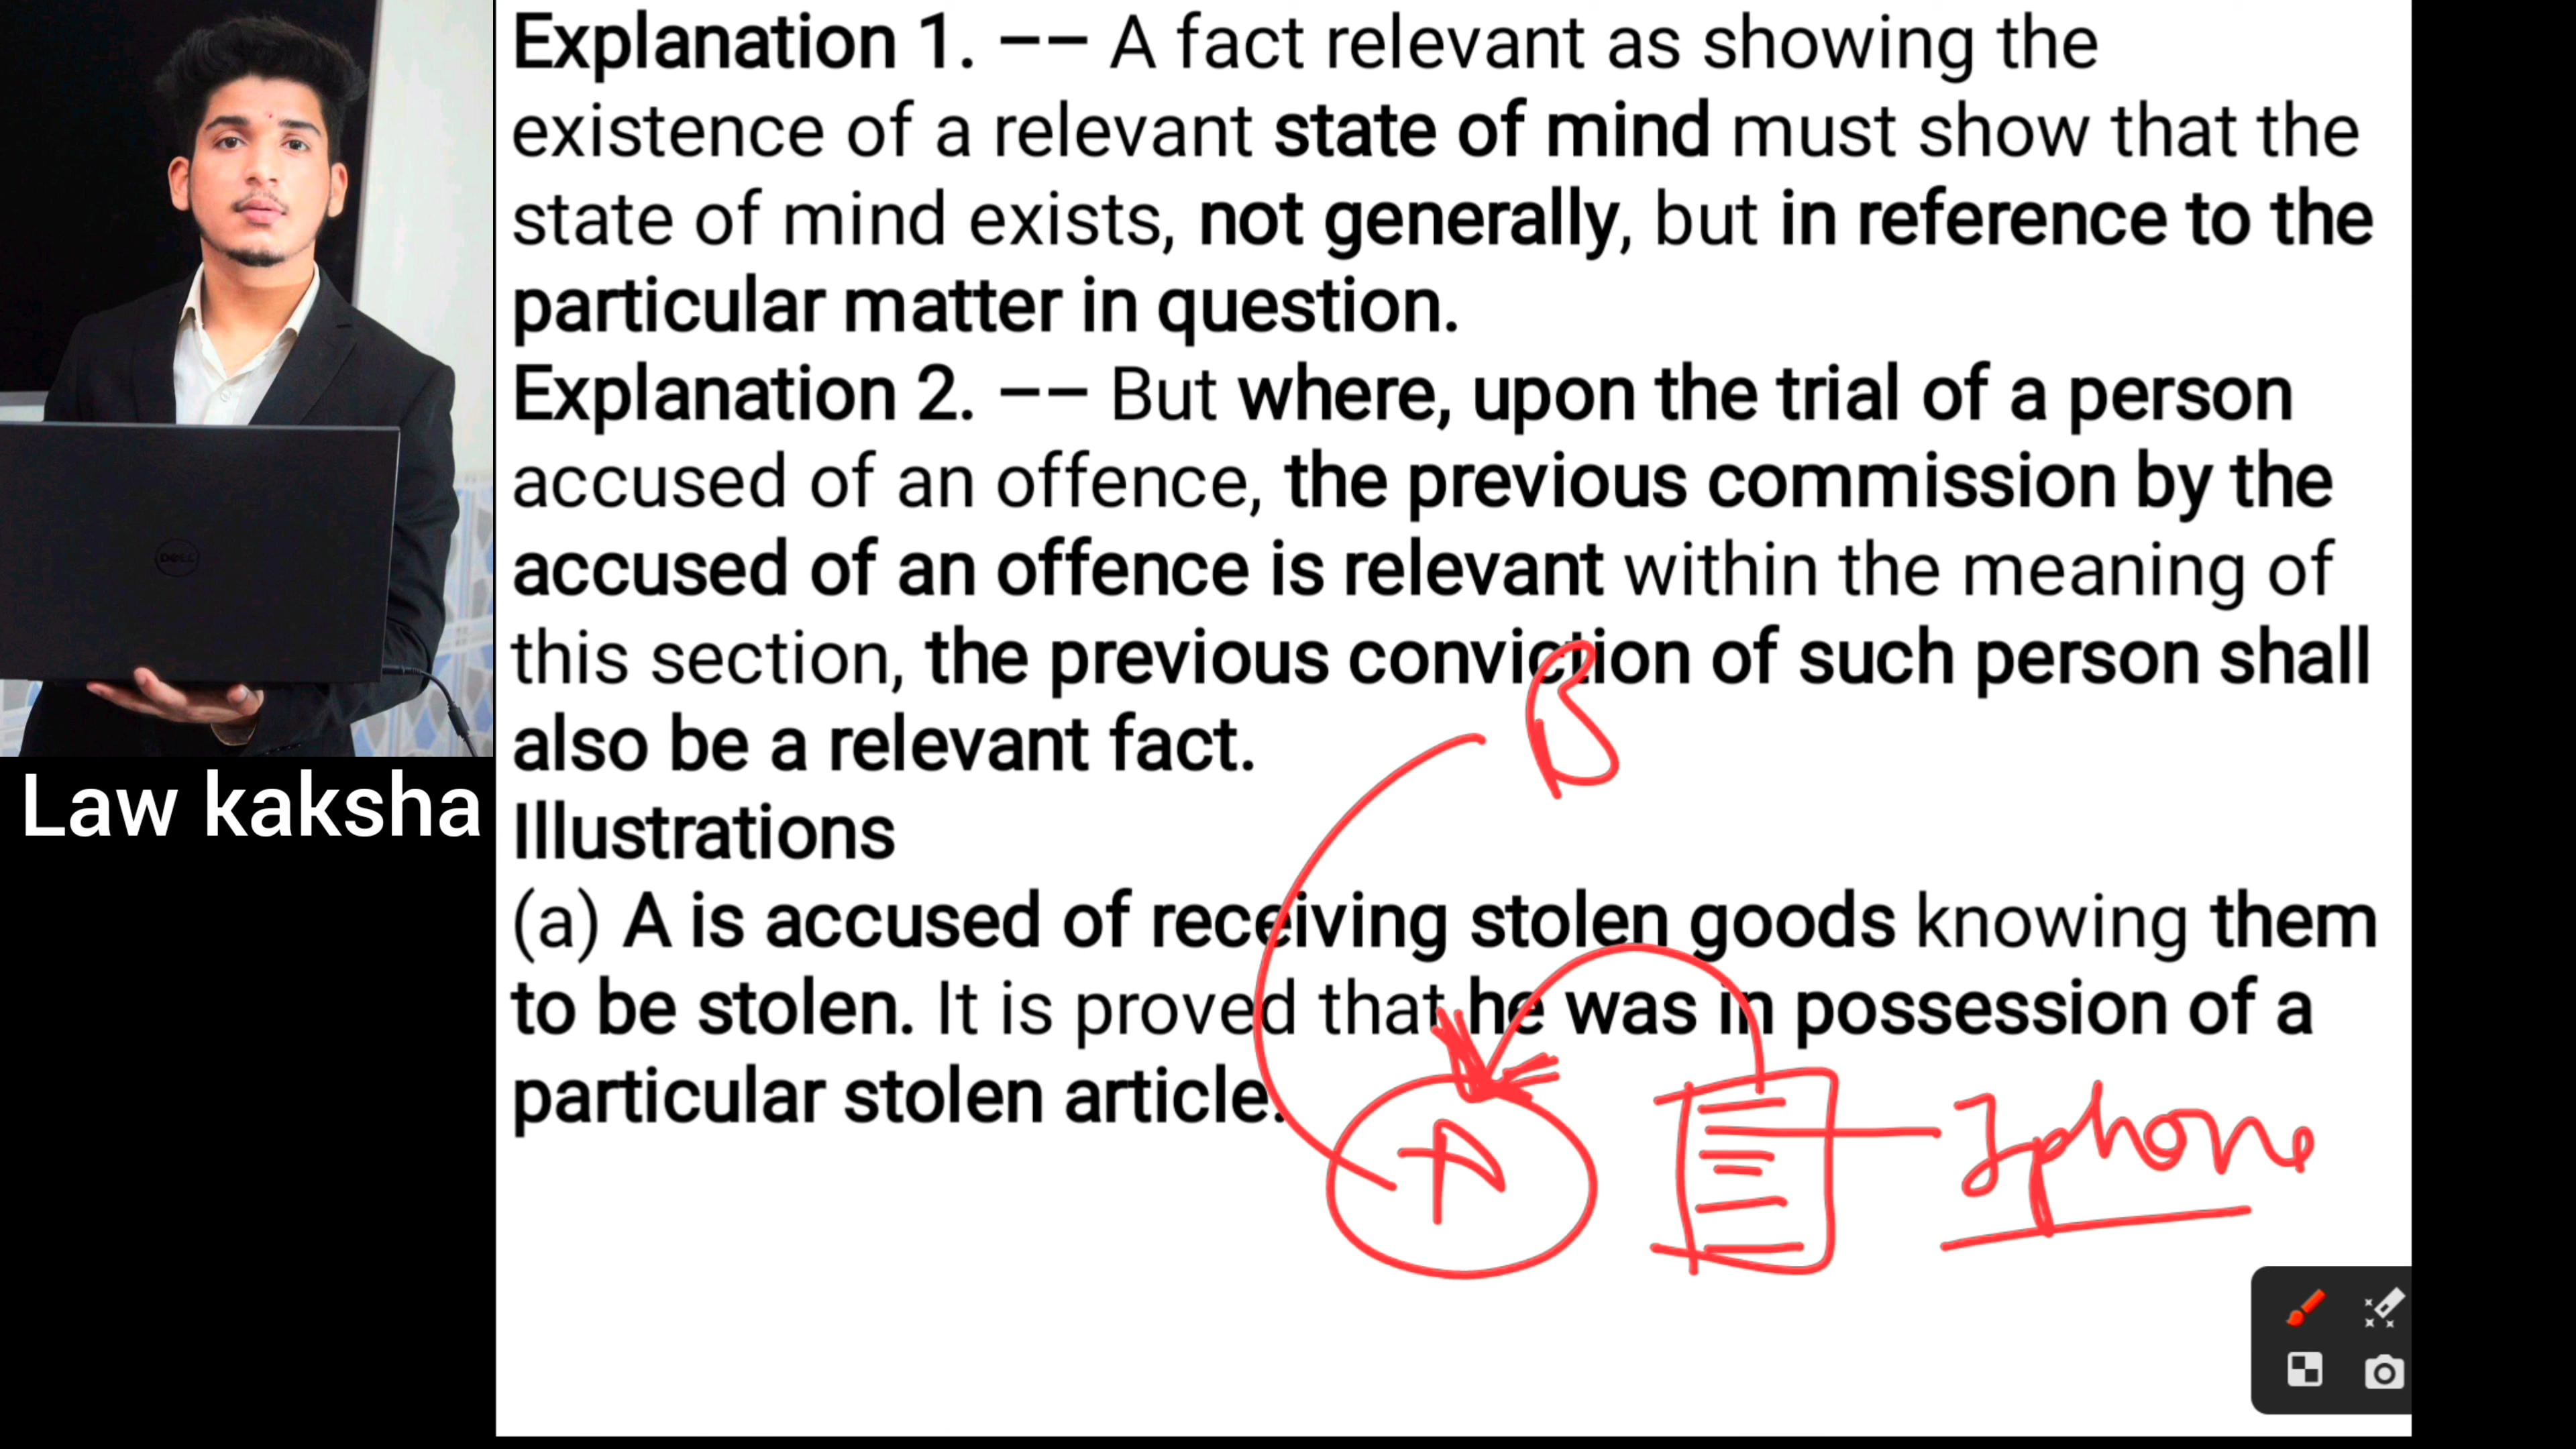 Explanation 1. –– A fact relevant as showing the
existence of a relevant state of mind must show that the
state of mind exists, not generally, but in reference to the
particular matter in question.
Explanation 2. –– But where, upon the trial of a person
accused of an offence, the previous commission by the
accused of an offence is relevant within the meaning of
this section, the previous conviction of such person shall
also be a relevant fact.
Illustrations
(a) A is accused of receiving stolen goods knowing them
to be stolen. It is proved that he was in possession of a
particular stolen article.
B
A
Iphone
DELL
Law kaksha